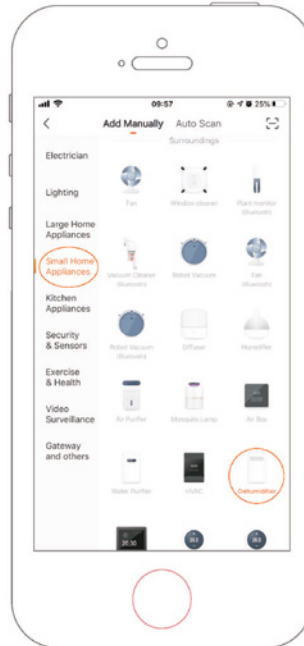 09:57
25%
Add Manually Auto Scan
Surroundings
Electrician
Lighting
Large Home
Appliances
Small Home
Appliances
Kitchen
Appliances
Security
& Sensors
Exercise
& Health
Video
Surveillance
Gateway
and others
Fan
Window cleaner
Plant monitor
(Bluetooth)
Vacuum Cleaner
(Bluetooth)
Robot Vacuum
Fan
(Bluetooth)
Robot Vacuum
(Bluetooth)
Diffuser
Humidifier
Air Purifier
Mosquito Lamp
Air Box
Water Purifier
HVAC
Dehumidifier
20.30